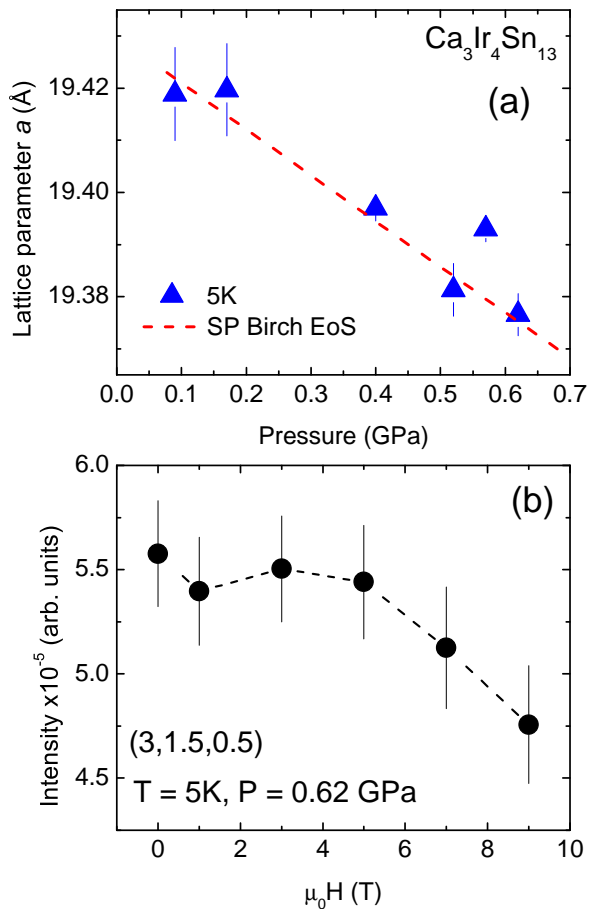 Ca3Ir4Sn13
(a)
19.42
19.40
19.38
Lattice parameter a (Å)
5K
SP Birch EoS
0.0 0.1 0.2 0.3 0.4 0.5 0.6 0.7
Pressure (GPa)
(b)
6.0
5.5
5.0
4.5
Intensity x10-5 (arb. units)
(3,1.5,0.5)
T = 5K, P = 0.62 GPa
0 2 4 6 8 10
μ0H (T)